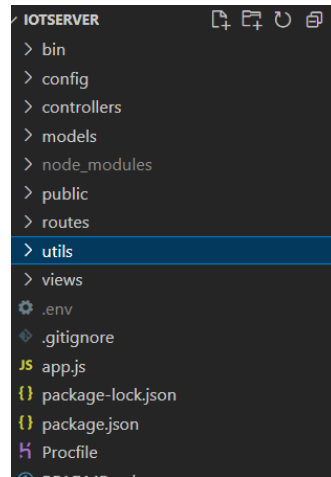 IOTSERVER
bin
config
controllers
models
node_modules
public
routes
utils
views
.env
.gitignore
JS app.js
{} package-lock.json
{} package.json
Procfile